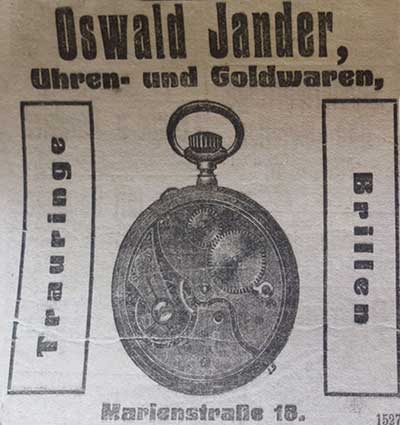 Oswald Jander,
Uhren- und Goldwaren,
Trauringe
Brillen
Marienstraße 18.
1527